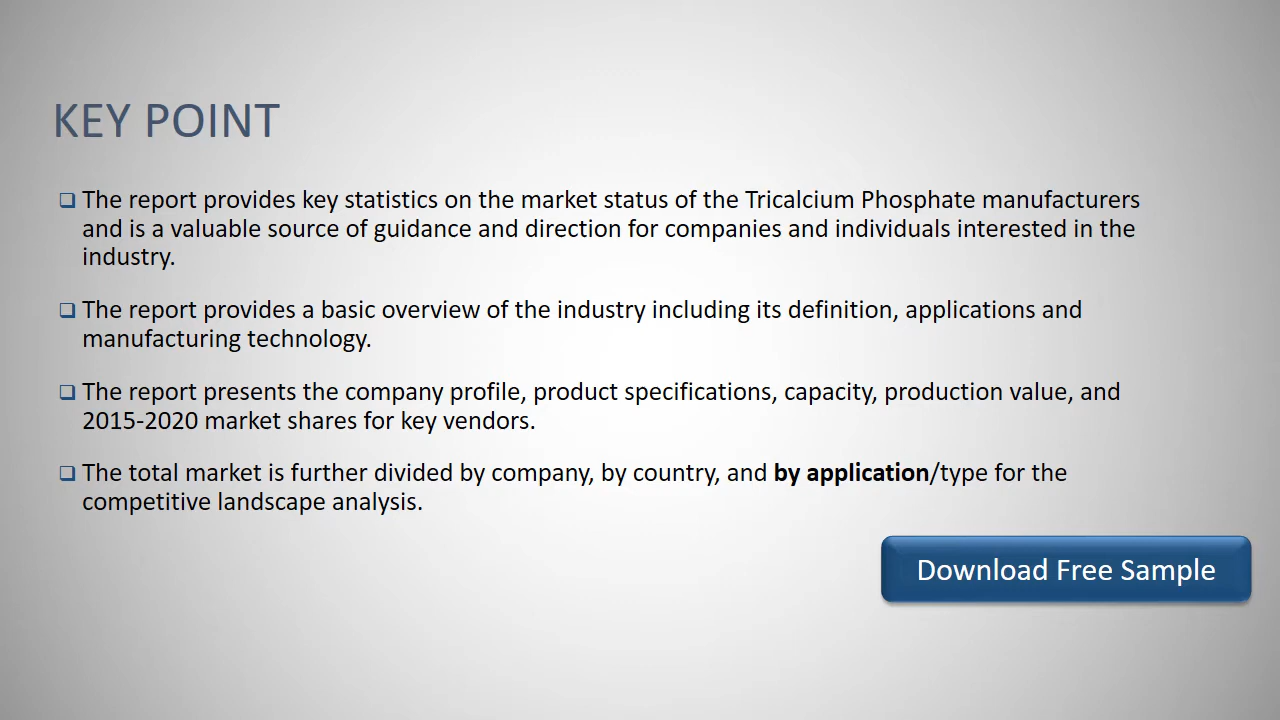 KEY POINT
The report provides key statistics on the market status of the Tricalcium Phosphate manufacturers
and is a valuable source of guidance and direction for companies and individuals interested in the
industry.
The report provides a basic overview of the industry including its definition, applications and
manufacturing technology.
The report presents the company profile, product specifications, capacity, production value, and
2015-2020 market shares for key vendors.
The total market is further divided by company, by country, and by application/type for the
competitive landscape analysis.
Download Free Sample